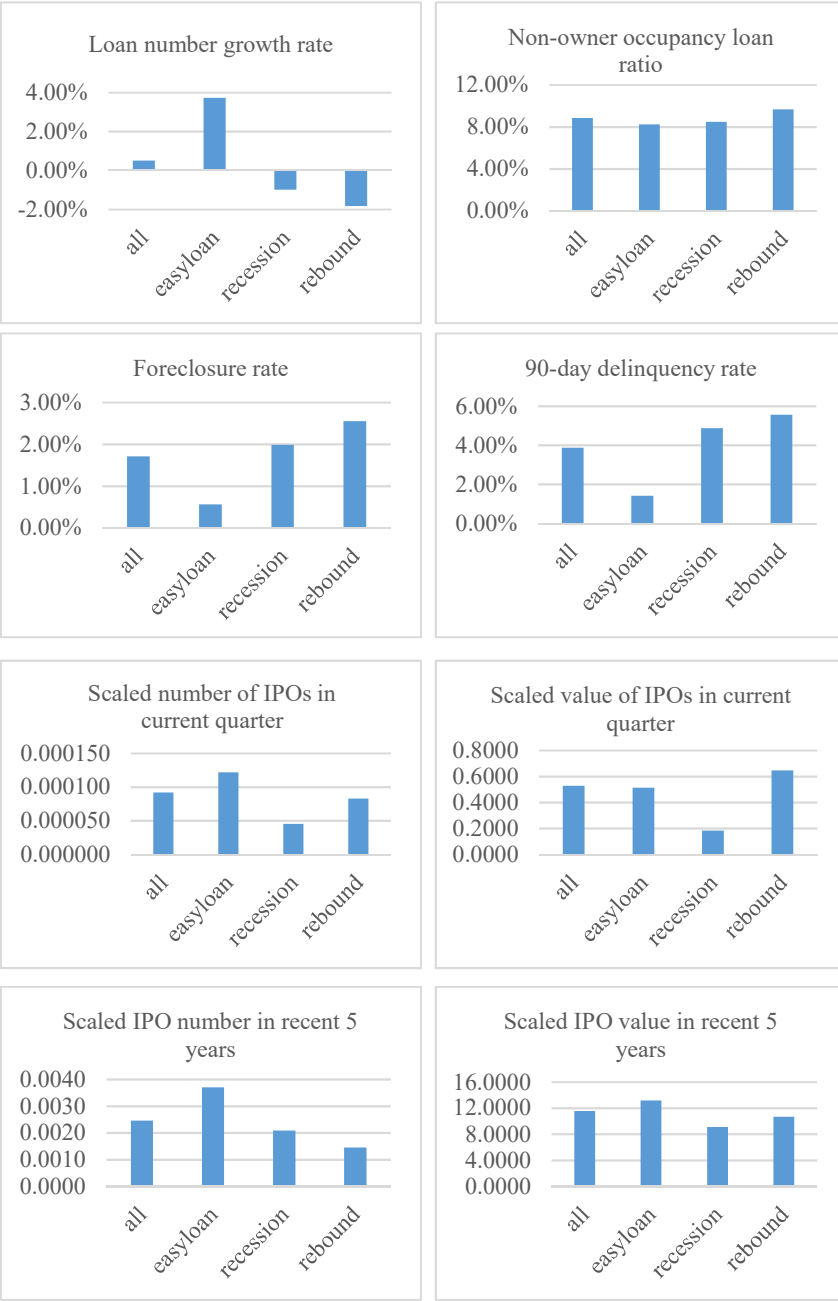 Loan number growth rate
4.00%
2.00%
0.00%
-2.00%
all
easyloan
recession
rebound
Non-owner occupancy loan
ratio
12.00%
8.00%
4.00%
0.00%
all
easyloan
recession
rebound
Foreclosure rate
3.00%
2.00%
1.00%
0.00%
all
easyloan
recession
rebound
90-day delinquency rate
6.00%
4.00%
2.00%
0.00%
all
easyloan
recession
rebound
Scaled number of IPOs in
current quarter
0.000150
0.000100
0.000050
0.000000
all
easyloan
recession
rebound
Scaled value of IPOs in current
quarter
0.8000
0.6000
0.4000
0.2000
0.0000
all
easyloan
recession
rebound
Scaled IPO number in recent 5
years
0.0040
0.0030
0.0020
0.0010
0.0000
all
easyloan
recession
rebound
Scaled IPO value in recent 5
years
16.0000
12.0000
8.0000
4.0000
0.0000
all
easyloan
recession
rebound